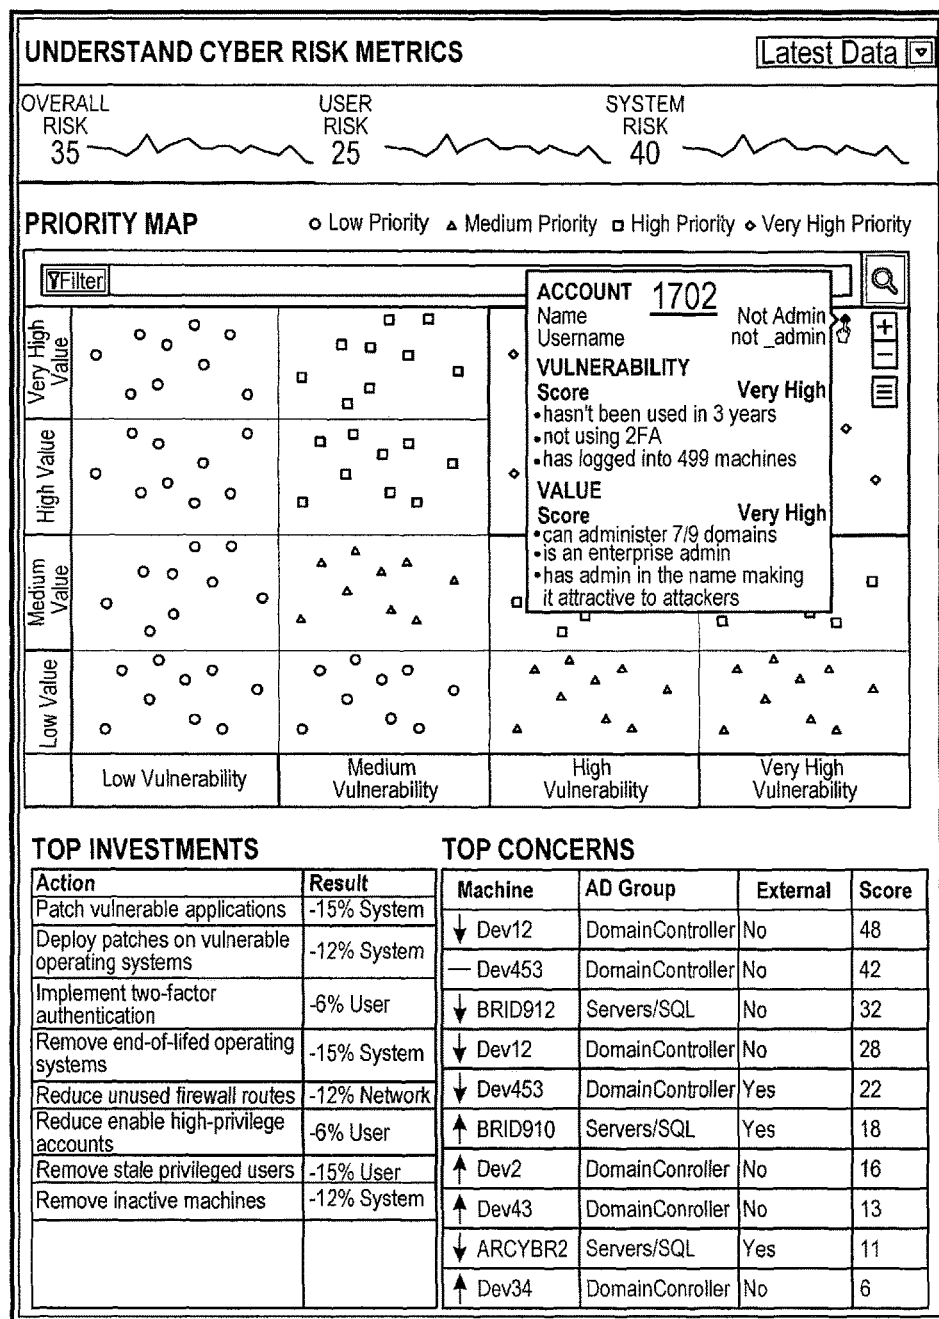 UNDERSTAND CYBER RISK METRICS
Latest Data
OVERALL
RISK
35
USER
RISK
25
SYSTEM
RISK
40
PRIORITY MAP
Low Priority
Medium Priority
High Priority
Very High Priority
Filter
ACCOUNT 1702
Name Not Admin
Username not _admin
VULNERABILITY
Score Very High
•hasn't been used in 3 years
•not using 2FA
•has logged into 499 machines
VALUE
Score Very High
•can administer 7/9 domains
•is an enterprise admin
•has admin in the name making
it attractive to attackers
Very High
Value
High Value
Medium
Value
Low Value
Low Vulnerability
Medium
Vulnerability
High
Vulnerability
Very High
Vulnerability
TOP INVESTMENTS
Action Result
Patch vulnerable applications -15% System
Deploy patches on vulnerable
operating systems -12% System
Implement two-factor
authentication -6% User
Remove end-of-lifed operating
systems -15% System
Reduce unused firewall routes -12% Network
Reduce enable high-privilege
accounts -6% User
Remove stale privileged users -15% User
Remove inactive machines -12% System
TOP CONCERNS
Machine AD Group External Score
↓ Dev12 DomainController No 48
— Dev453 DomainController No 42
↓ BRID912 Servers/SQL No 32
↓ Dev12 DomainController No 28
↓ Dev453 DomainController Yes 22
↑ BRID910 Servers/SQL Yes 18
↑ Dev2 DomainConroller No 16
↑ Dev43 DomainConroller No 13
↓ ARCYBR2 Servers/SQL Yes 11
↑ Dev34 DomainConroller No 6